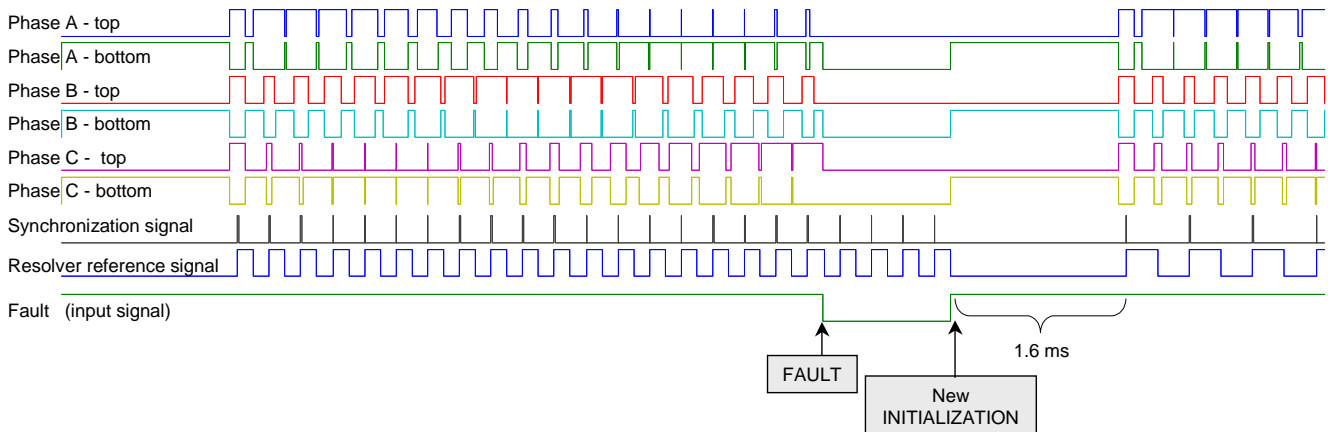 Phase A - top
Phase A - bottom
Phase B - top
Phase B - bottom
Phase C - top
Phase C - bottom
Synchronization signal
Resolver reference signal
Fault (input signal)
1.6 ms
FAULT
New
INITIALIZATION